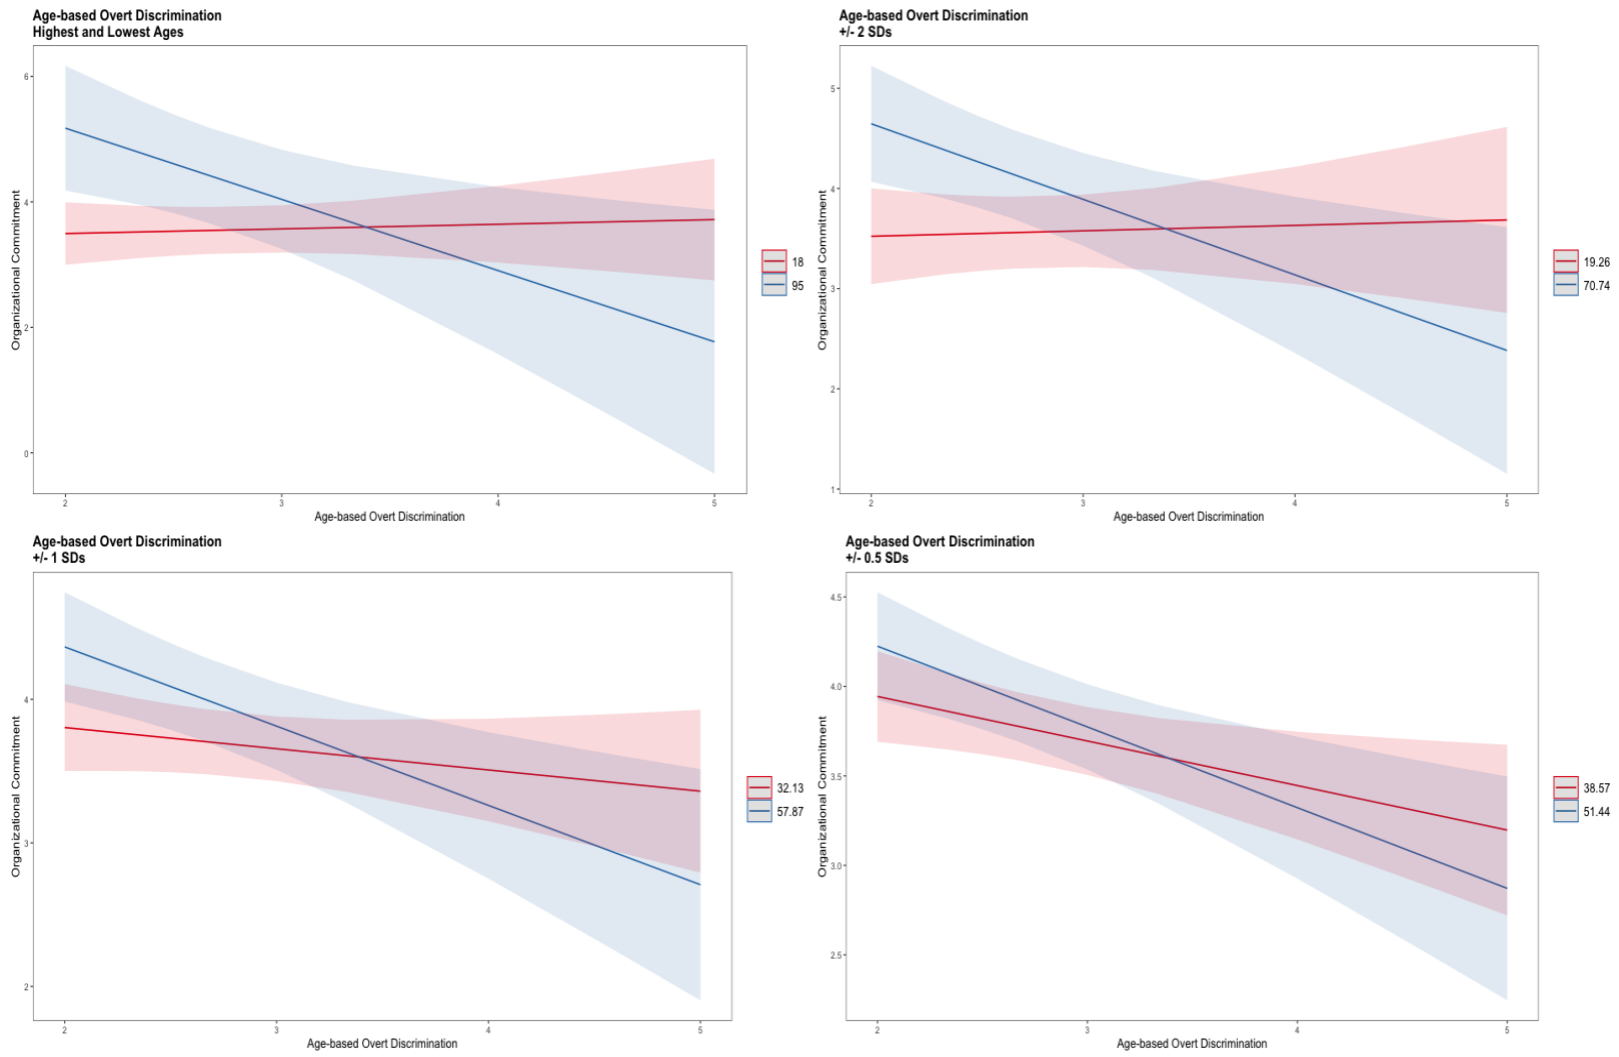 Age-based Overt Discrimination
Highest and Lowest Ages
6
4
2
0
Organizational Commitment
2
3
4
5
Age-based Overt Discrimination
18
95
Age-based Overt Discrimination
+/- 2 SDs
5
4
3
2
1
Organizational Commitment
2
3
4
5
Age-based Overt Discrimination
19.26
70.74
Age-based Overt Discrimination
+/- 1 SDs
4
3
2
Organizational Commitment
2
3
4
5
Age-based Overt Discrimination
32.13
57.87
Age-based Overt Discrimination
+/- 0.5 SDs
4.5
4.0
3.5
3.0
2.5
Organizational Commitment
2
3
4
5
Age-based Overt Discrimination
38.57
51.44